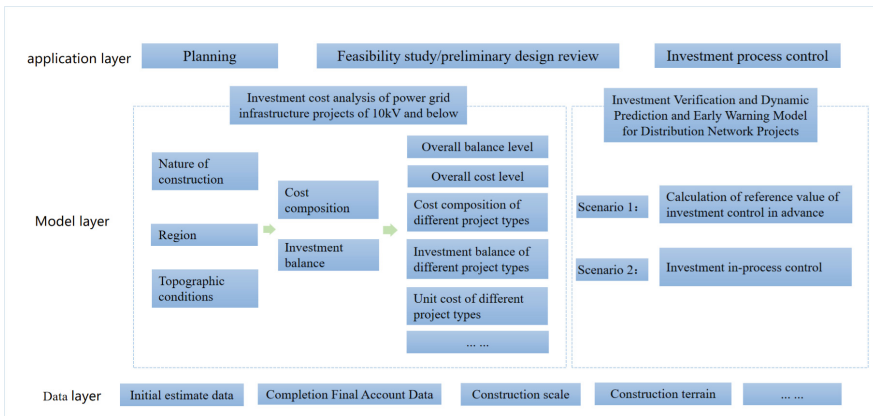 application layer
Planning
Feasibility study/preliminary design review
Investment process control
Model layer
Investment cost analysis of power grid
infrastructure projects of 10kV and below
Nature of
construction
Region
Topographic
conditions
Cost
composition
Investment
balance
Overall balance level
Overall cost level
Cost composition of
different project types
Investment balance of
different project types
Unit cost of different
project types
... ...
Investment Verification and Dynamic
Prediction and Early Warning Model
for Distribution Network Projects
Scenario 1：
Calculation of reference value of
investment control in advance
Scenario 2：
Investment in-process control
Data layer
Initial estimate data
Completion Final Account Data
Construction scale
Construction terrain
... ...